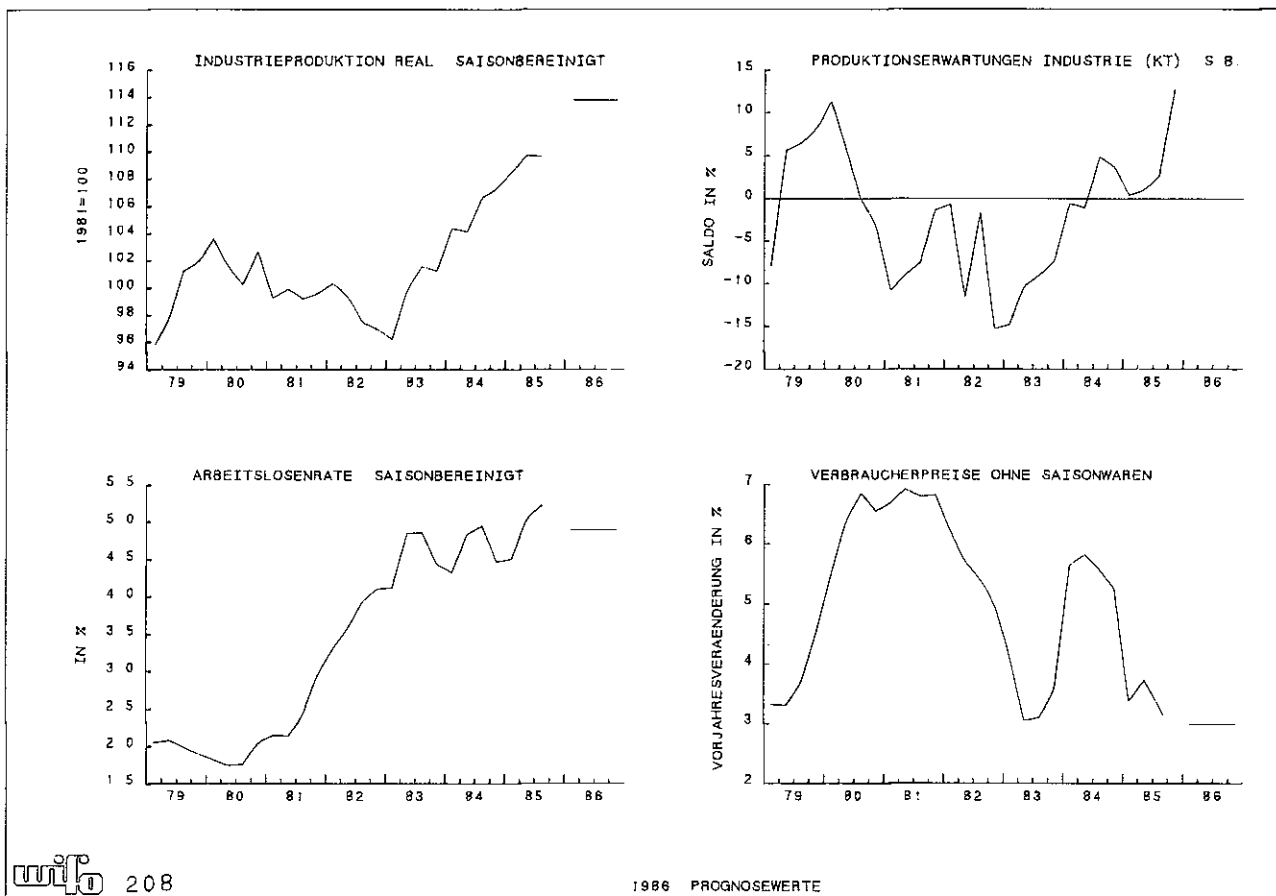 INDUSTRIEPRODUKTION REAL SAISONBEREINIGT
1981=100
116
114
112
110
108
106
104
102
100
98
96
94
79 80 81 82 83 84 85 86
PRODUKTIONSERWARTUNGEN INDUSTRIE (KT) S B.
SALDO IN %
15
10
5
0
-5
-10
-15
-20
79 80 81 82 83 84 85 86
ARBEITSLOSENRATE SAISONBEREINIGT
IN %
5 5
5 0
4 5
4 0
3 5
3 0
2 5
2 0
1 5
79 80 81 82 83 84 85 86
VERBRAUCHERPREISE OHNE SAISONWAREN
VORJAHRESVERAENDERUNG IN %
7
6
5
4
3
2
79 80 81 82 83 84 85 86
wifo 208
1986 PROGNOSEWERTE